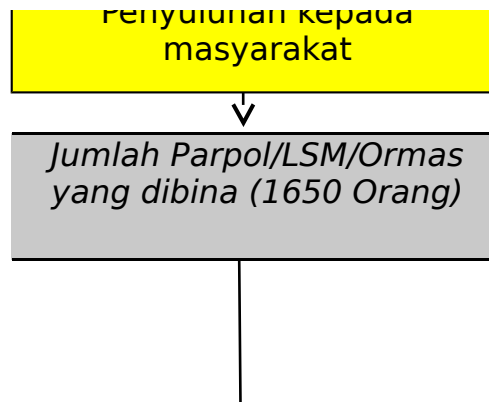 Penyuluhan kepada
masyarakat
Jumlah Parpol/LSM/Ormas
yang dibina (1650 Orang)